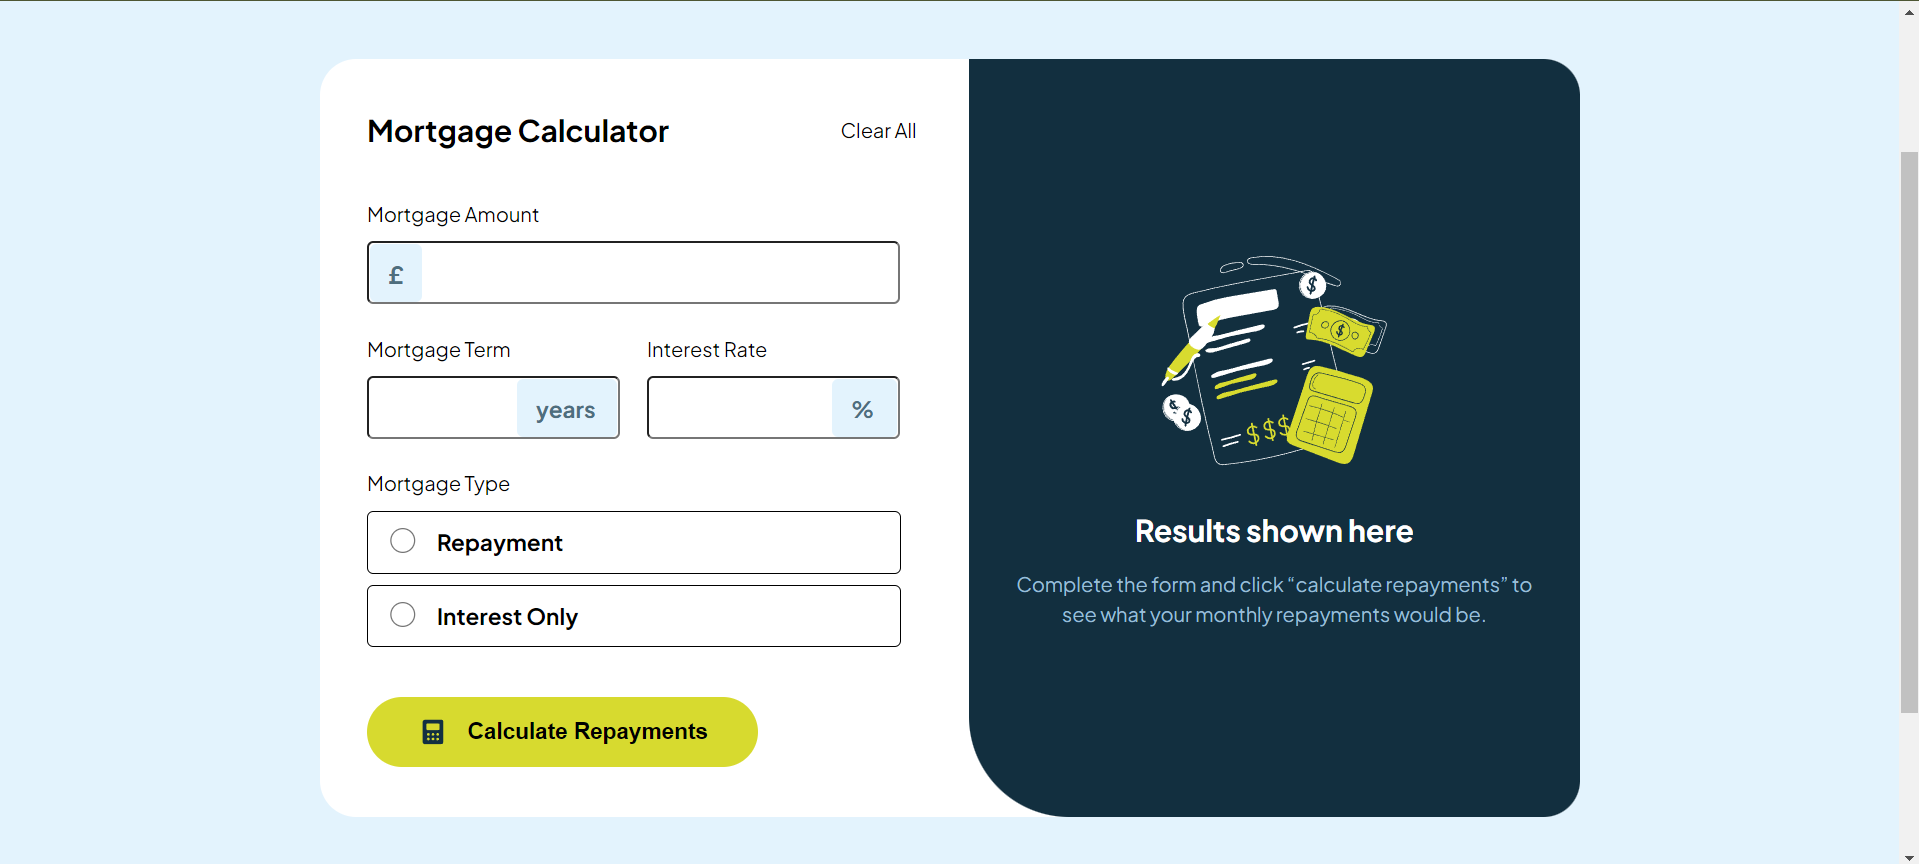 Mortgage Calculator
Clear All
Mortgage Amount
£
Mortgage Term
years
Interest Rate
%
Mortgage Type
Repayment
Interest Only
Calculate Repayments
$
$
$
$
$$$
Results shown here
Complete the form and click “calculate repayments” to
see what your monthly repayments would be.